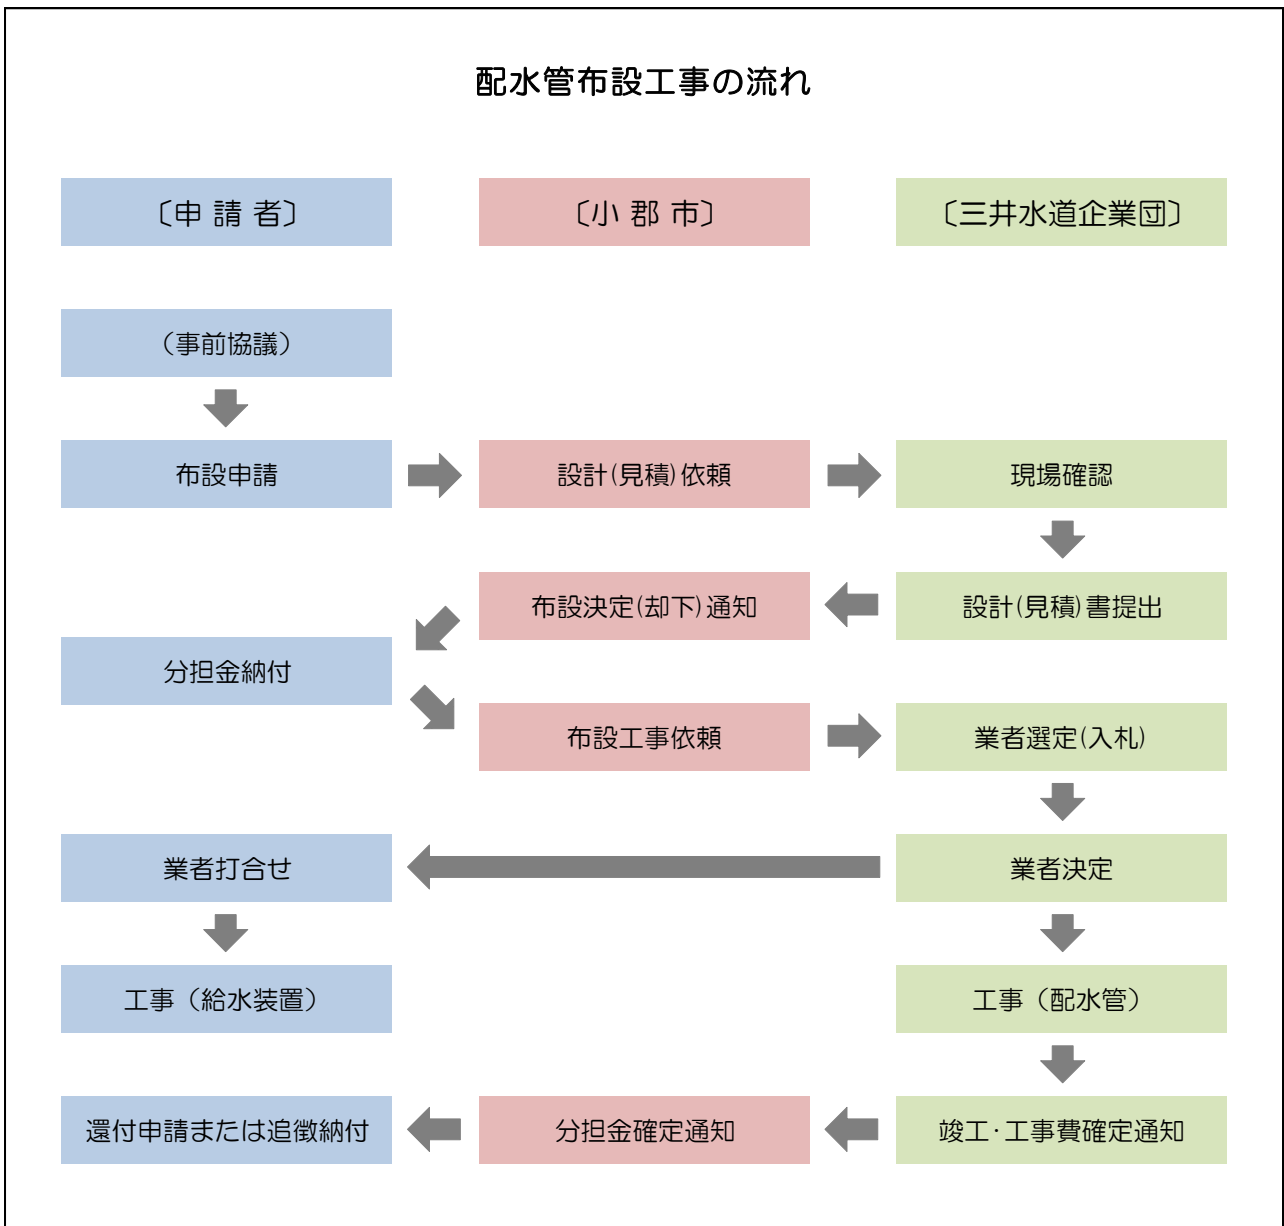 配水管布設工事の流れ
〔申 請 者〕
〔小 郡 市〕
〔三井水道企業団〕
（事前協議）
布設申請
設計(見積)依頼
現場確認
布設決定(却下)通知
設計(見積)書提出
分担金納付
布設工事依頼
業者選定(入札)
業者打合せ
業者決定
工事（給水装置）
工事（配水管）
還付申請または追徴納付
分担金確定通知
竣工・工事費確定通知